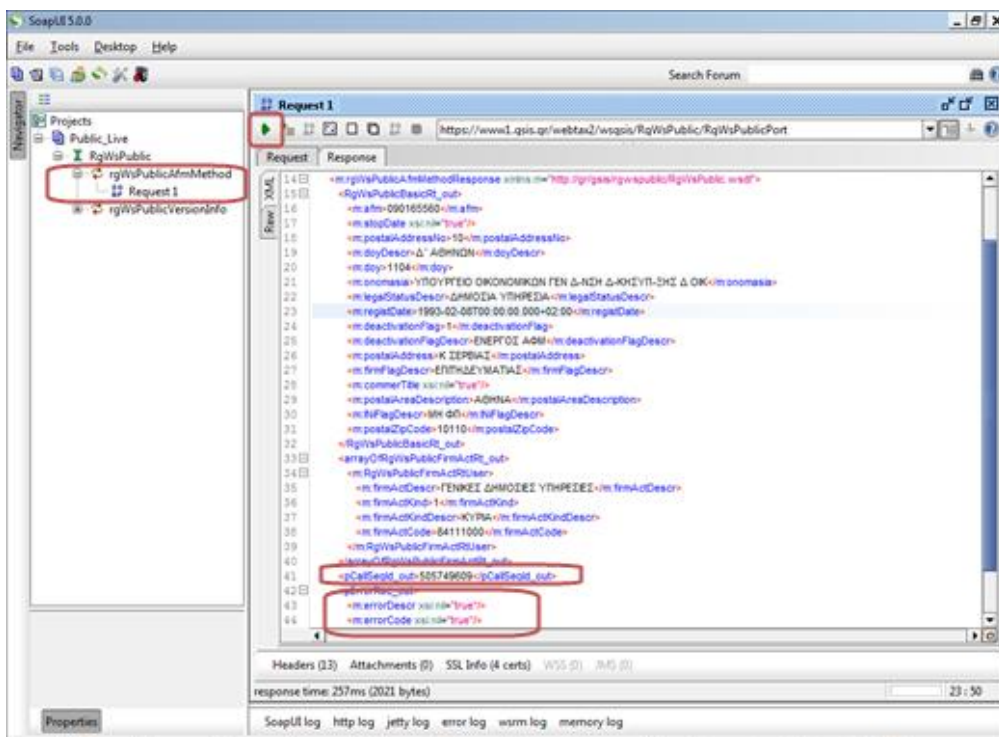 SoapUI 5.0.0
File Tools Desktop Help
Search Forum
Navigator
Projects
Public_Live
RgWsPublic
rgWsPublicAfmMethod
Request 1
rgWsPublicVersionInfo
Request 1
https://www1.gsis.gr/webtax2/wsgsis/RgWsPublic/RgWsPublicPort
Request Response
XML
Raw
14 <m:rgWsPublicAfmMethodResponse xmlns:m="http://gr/gsis/rgwspublic/RgWsPublic.wsdl">
15 <RgWsPublicBasicRt_out>
16 <m:afm>090165560</m:afm>
17 <m:stopDate xsi:nil="true"/>
18 <m:postalAddressNo>10</m:postalAddressNo>
19 <m:doyDescr>Δ΄ ΑΘΗΝΩΝ</m:doyDescr>
20 <m:doy>1104</m:doy>
21 <m:onomasia>ΥΠΟΥΡΓΕΙΟ ΟΙΚΟΝΟΜΙΚΩΝ ΓΕΝ Δ-ΝΣΗ Δ-ΚΗΣΥΠ-ΞΗΣ Δ ΟΙΚ</m:onomasia>
22 <m:legalStatusDescr>ΔΗΜΟΣΙΑ ΥΠΗΡΕΣΙΑ</m:legalStatusDescr>
23 <m:registDate>1993-02-08T00:00:00.000+02:00</m:registDate>
24 <m:deactivationFlag>1</m:deactivationFlag>
25 <m:deactivationFlagDescr>ΕΝΕΡΓΟΣ ΑΦΜ</m:deactivationFlagDescr>
26 <m:postalAddress>Κ ΣΕΡΒΙΑΣ</m:postalAddress>
27 <m:firmFlagDescr>ΕΠΙΤΗΔΕΥΜΑΤΙΑΣ</m:firmFlagDescr>
28 <m:commerTitle xsi:nil="true"/>
29 <m:postalAreaDescription>ΑΘΗΝΑ</m:postalAreaDescription>
30 <m:INiFlagDescr>ΜΗ ΦΠ</m:INiFlagDescr>
31 <m:postalZipCode>10110</m:postalZipCode>
32 </RgWsPublicBasicRt_out>
33 <arrayOfRgWsPublicFirmActRt_out>
34 <m:RgWsPublicFirmActRtUser>
35 <m:firmActDescr>ΓΕΝΙΚΕΣ ΔΗΜΟΣΙΕΣ ΥΠΗΡΕΣΙΕΣ</m:firmActDescr>
36 <m:firmActKind>1</m:firmActKind>
37 <m:firmActKindDescr>ΚΥΡΙΑ</m:firmActKindDescr>
38 <m:firmActCode>84111000</m:firmActCode>
39 </m:RgWsPublicFirmActRtUser>
40 </arrayOfRgWsPublicFirmActRt_out>
41 <pCallSeqId_out>505749609</pCallSeqId_out>
42 <pErrorRec_out>
43 <m:errorDescr xsi:nil="true"/>
44 <m:errorCode xsi:nil="true"/>
Headers (13) Attachments (0) SSL Info (4 certs) WSS (0) JMS (0)
response time: 257ms (2021 bytes) 23 : 50
Properties
SoapUI log http log jetty log error log wsrm log memory log